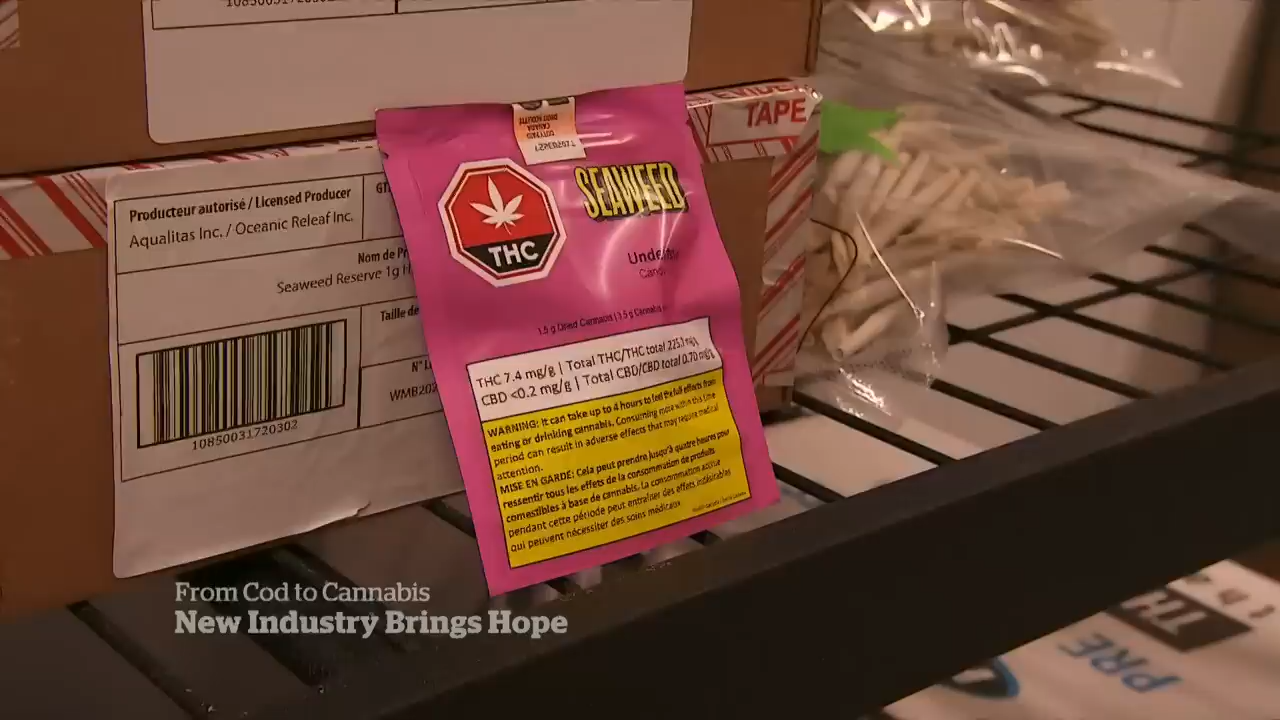 TAPE
Producteur autorisé / Licensed Producer
Aqualitas Inc. / Oceanic Releaf Inc.
Nom de
Seaweed Reserve 1g
Taille de
10850031720302
THC
SEAWEED
1.5 g Dried Cannabis | 1.5 g Cannabis
THC 7.4 mg/g | Total THC/THC total 225.1 mg/g
CBD <0.2 mg/g | Total CBD/CBD total 0.70 mg/g
WARNING: It can take up to 4 hours to feel the full effects from
eating or drinking cannabis. Consuming more within this time
period can result in adverse effects that may require medical
attention.
MISE EN GARDE: Cela peut prendre jusqu'à quatre heures pour
ressentir tous les effets de la consommation de produits
comestibles à base de cannabis. La consommation accrue
pendant cette période peut entraîner des effets indésirables
qui peuvent nécessiter des soins médicaux.
PRE
From Cod to Cannabis
New Industry Brings Hope